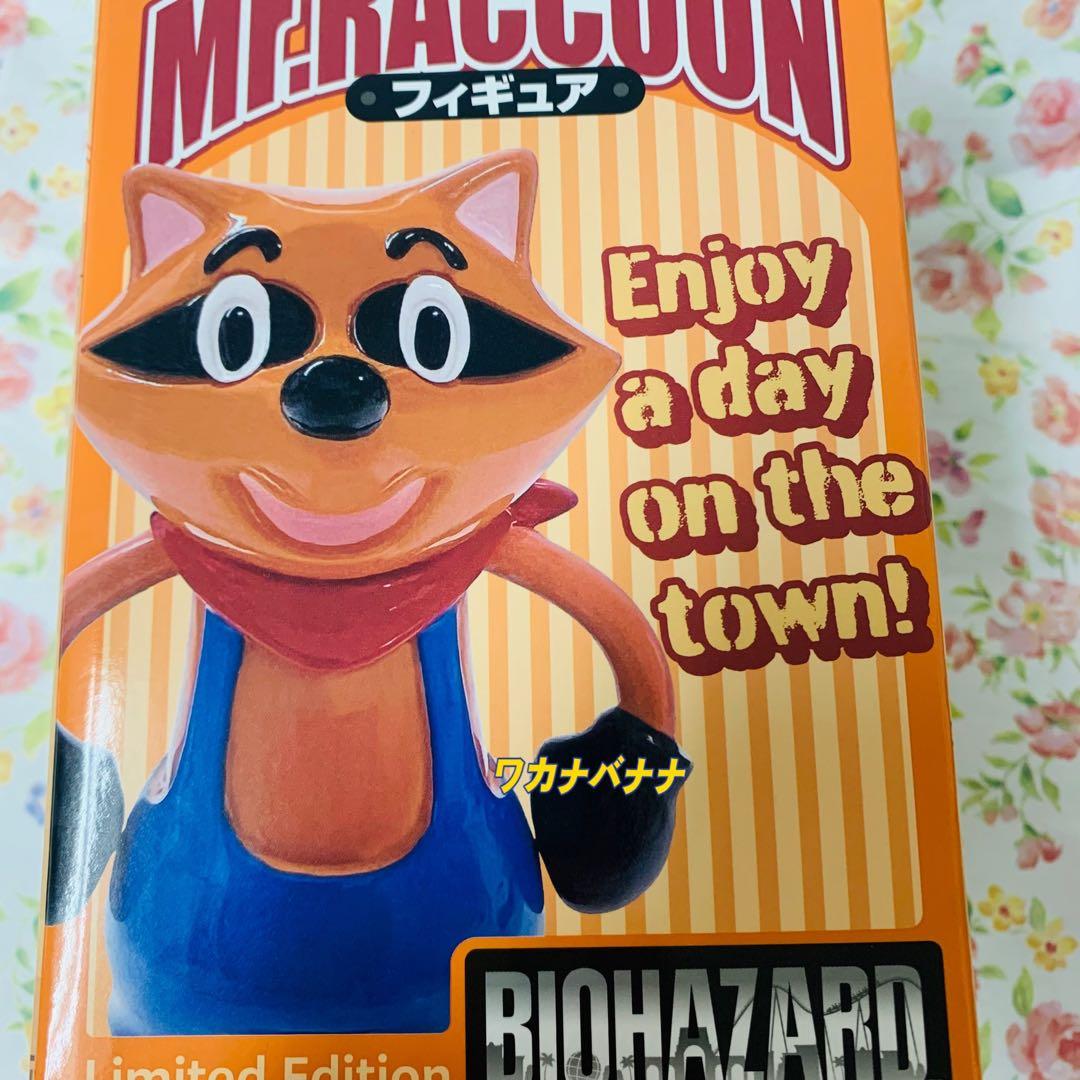 Mr.RACCOON
フィギュア
Enjoy
a day
on the
town!
ワカナバナナ
BIOHAZARD
Limited Edition